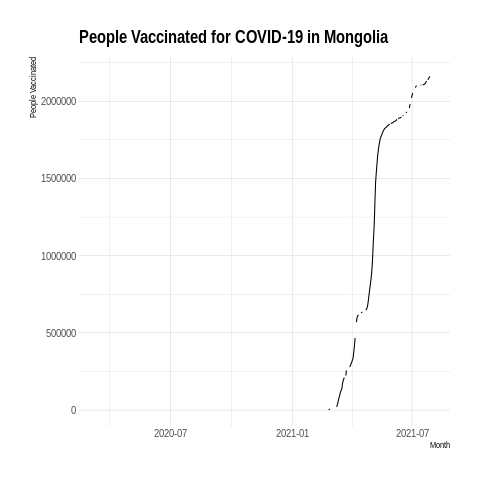 People Vaccinated for COVID-19 in Mongolia
People Vaccinated
2000000
1500000
1000000
500000
0
2020-07 2021-01 2021-07
Month